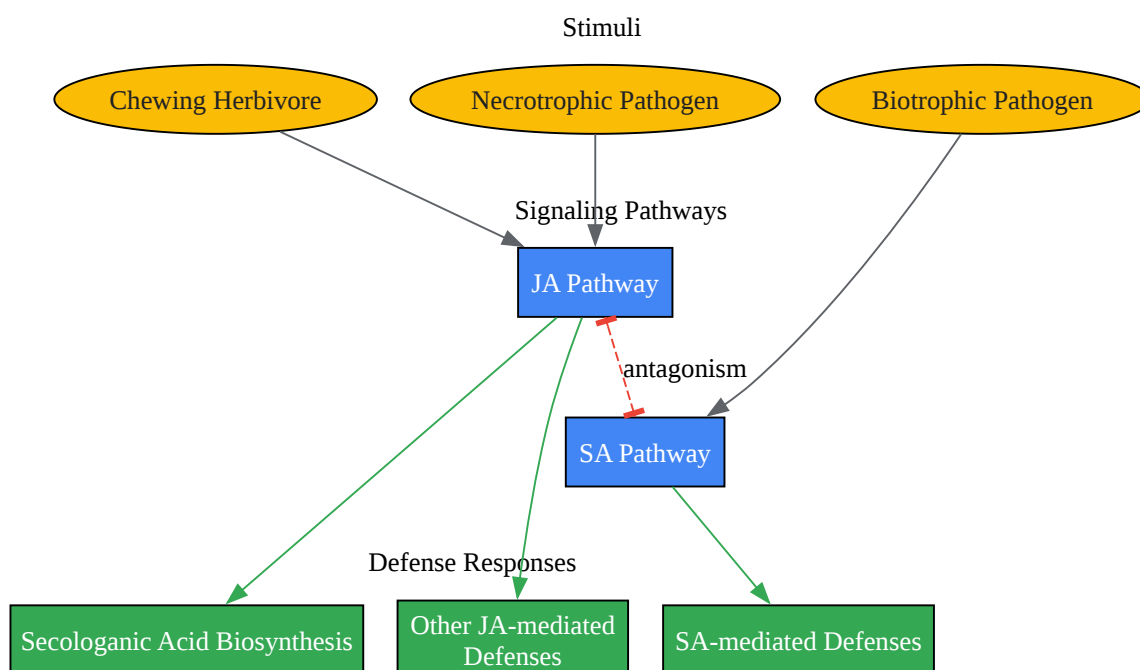 Stimuli
Chewing Herbivore
Necrotrophic Pathogen
Biotrophic Pathogen
Signaling Pathways
JA Pathway
antagonism
SA Pathway
Defense Responses
Secologanic Acid Biosynthesis
Other JA-mediated
Defenses
SA-mediated Defenses